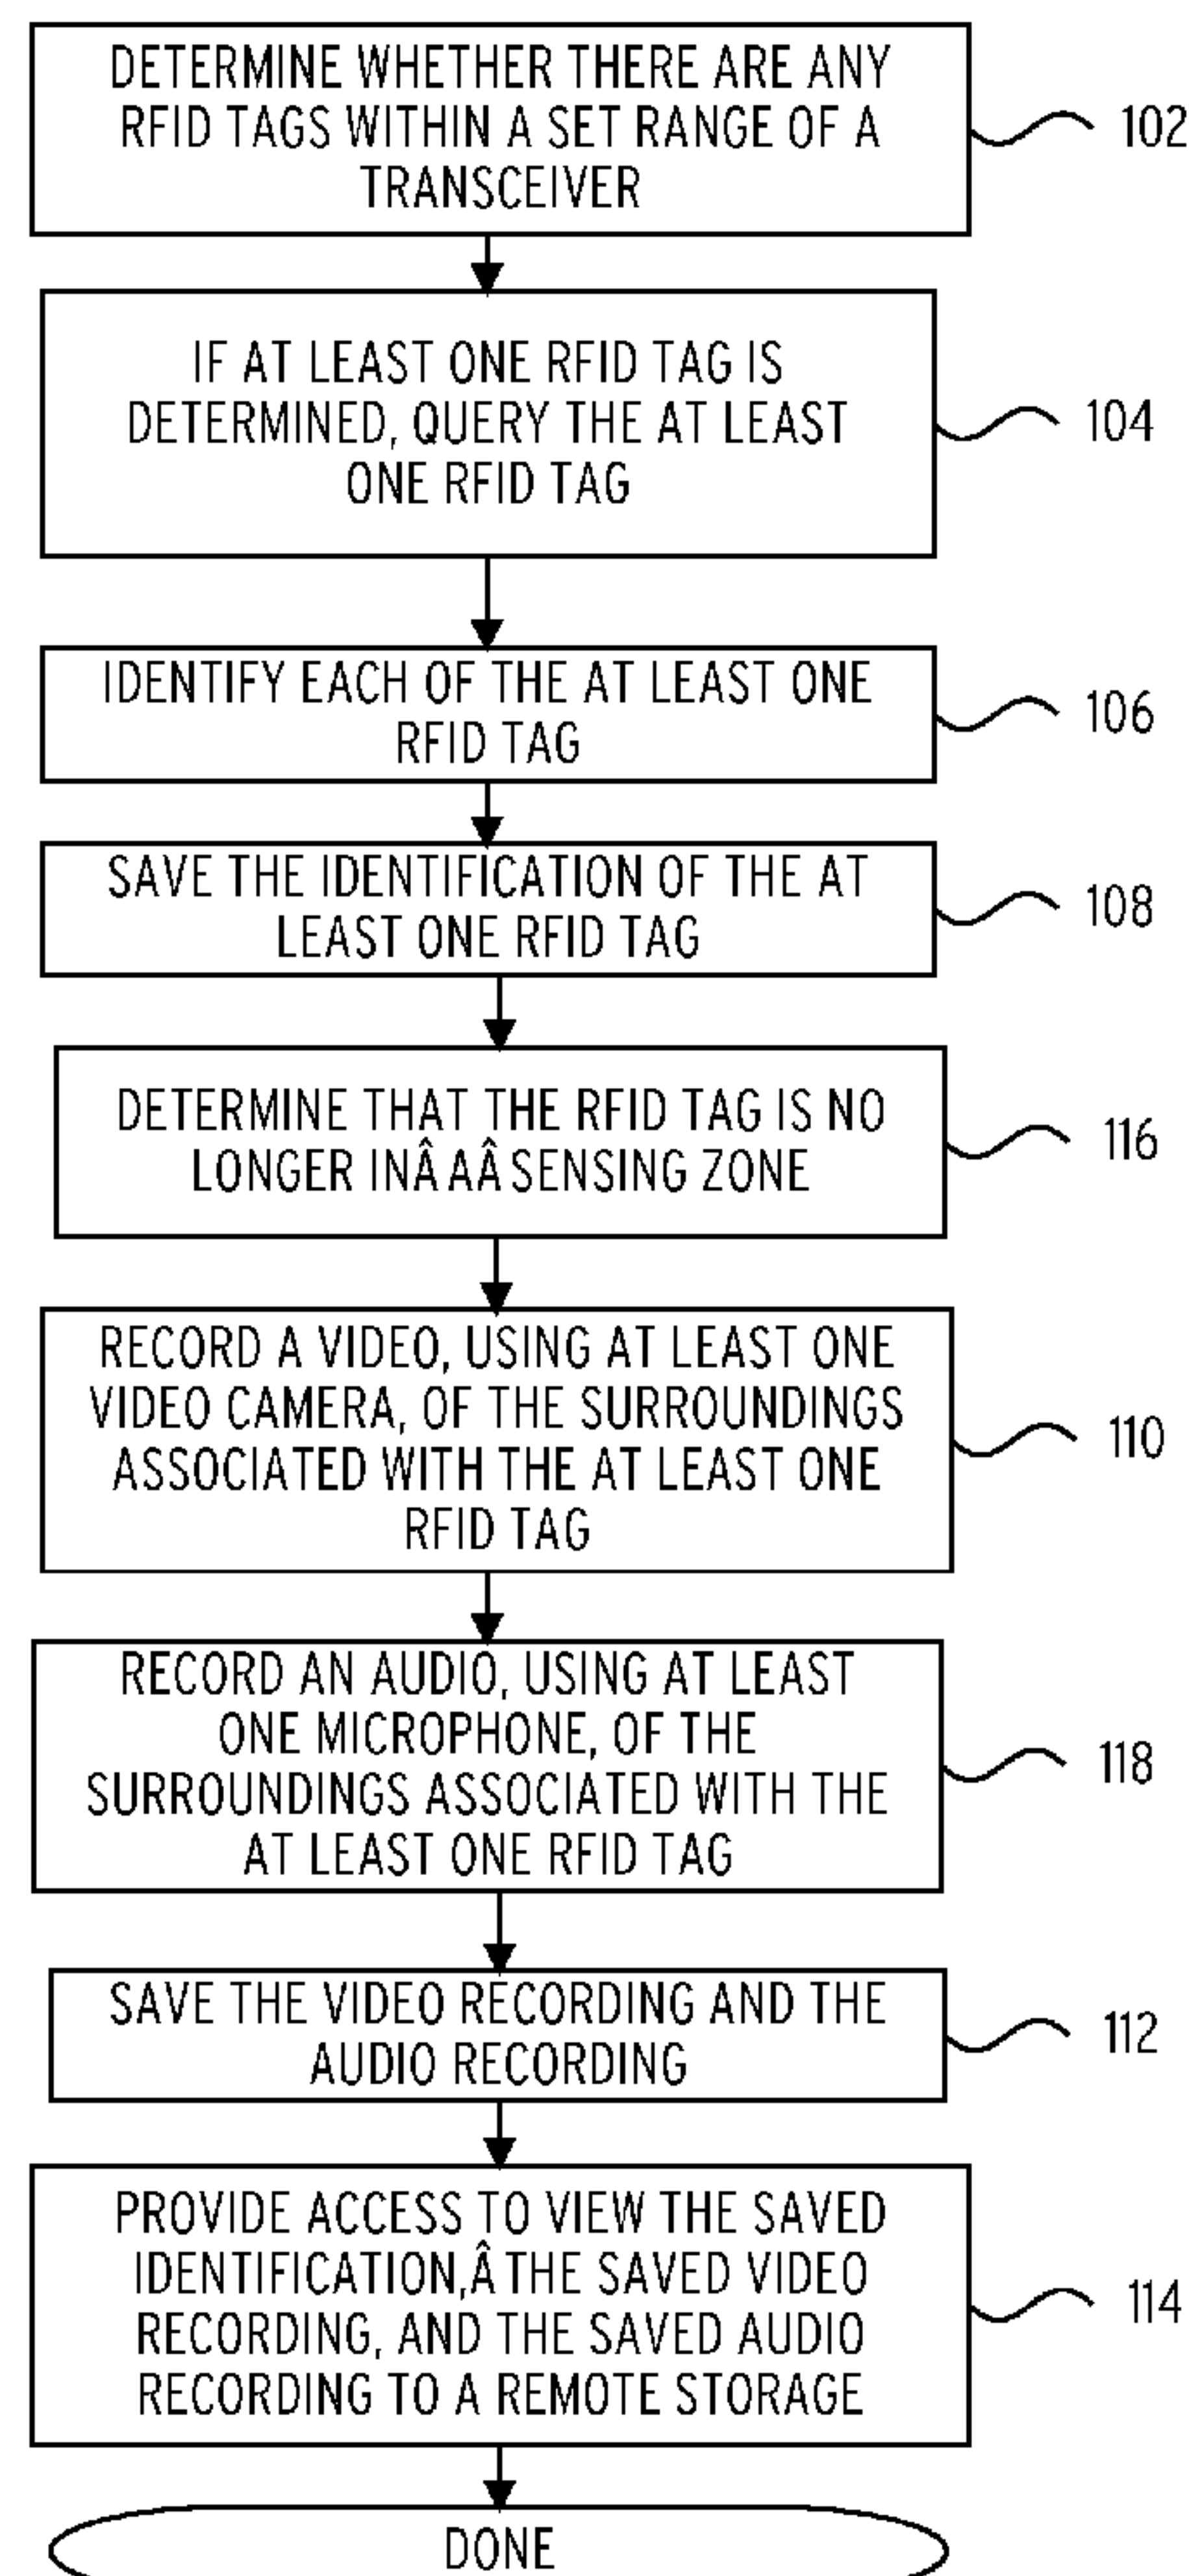 DETERMINE WHETHER THERE ARE ANY
RFID TAGS WITHIN A SET RANGE OF A
TRANSCEIVER
102
IF AT LEAST ONE RFID TAG IS
DETERMINED, QUERY THE AT LEAST
ONE RFID TAG
104
IDENTIFY EACH OF THE AT LEAST ONE
RFID TAG
106
SAVE THE IDENTIFICATION OF THE AT
LEAST ONE RFID TAG
108
DETERMINE THAT THE RFID TAG IS NO
LONGER INÂ AÂ SENSING ZONE
116
RECORD A VIDEO, USING AT LEAST ONE
VIDEO CAMERA, OF THE SURROUNDINGS
ASSOCIATED WITH THE AT LEAST ONE
RFID TAG
110
RECORD AN AUDIO, USING AT LEAST
ONE MICROPHONE, OF THE
SURROUNDINGS ASSOCIATED WITH THE
AT LEAST ONE RFID TAG
118
SAVE THE VIDEO RECORDING AND THE
AUDIO RECORDING
112
PROVIDE ACCESS TO VIEW THE SAVED
IDENTIFICATION,Â THE SAVED VIDEO
RECORDING, AND THE SAVED AUDIO
RECORDING TO A REMOTE STORAGE
114
DONE